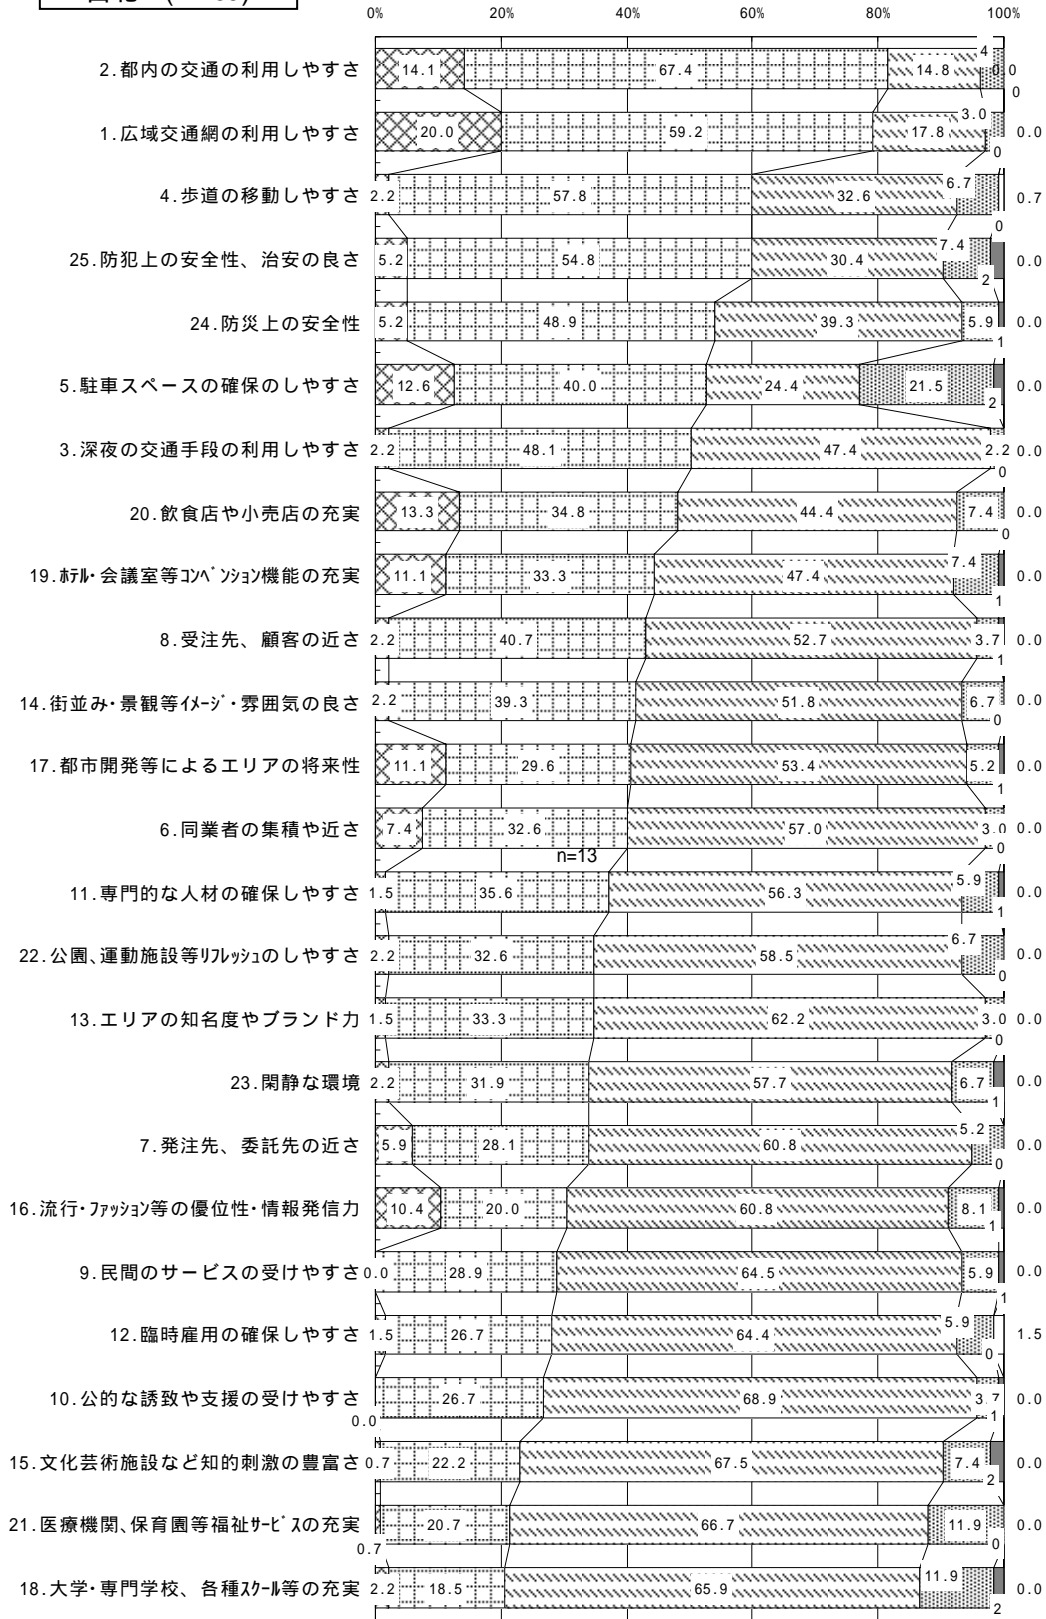 0% 20% 40% 60% 80% 100%
2.都内の交通の利用しやすさ 14.1 67.4 14.8 4 0 0.0
1.広域交通網の利用しやすさ 20.0 59.2 17.8 3.0 0 0.0
4.歩道の移動しやすさ 2.2 57.8 32.6 6.7 0 0.7
25.防犯上の安全性、治安の良さ 5.2 54.8 30.4 7.4 2 0.0
24.防災上の安全性 5.2 48.9 39.3 5.9 1 0.0
5.駐車スペースの確保のしやすさ 12.6 40.0 24.4 21.5 2 0.0
3.深夜の交通手段の利用しやすさ 2.2 48.1 47.4 2.2 0 0.0
20.飲食店や小売店の充実 13.3 34.8 44.4 7.4 0 0.0
19.ﾎﾃﾙ・会議室等ｺﾝﾍﾞﾝｼｮﾝ機能の充実 11.1 33.3 47.4 7.4 1 0.0
8.受注先、顧客の近さ 2.2 40.7 52.7 3.7 1 0.0
14.街並み・景観等ｲﾒｰｼﾞ・雰囲気の良さ 2.2 39.3 51.8 6.7 0 0.0
17.都市開発等によるエリアの将来性 11.1 29.6 53.4 5.2 1 0.0
6.同業者の集積や近さ 7.4 32.6 57.0 3.0 0 0.0
n=13
11.専門的な人材の確保しやすさ 1.5 35.6 56.3 5.9 1 0.0
22.公園、運動施設等ﾘﾌﾚｯｼｭのしやすさ 2.2 32.6 58.5 6.7 0 0.0
13.エリアの知名度やブランド力 1.5 33.3 62.2 3.0 0 0.0
23.閑静な環境 2.2 31.9 57.7 6.7 1 0.0
7.発注先、委託先の近さ 5.9 28.1 60.8 5.2 0 0.0
16.流行・ﾌｧｯｼｮﾝ等の優位性・情報発信力 10.4 20.0 60.8 8.1 1 0.0
9.民間のサービスの受けやすさ 0.0 28.9 64.5 5.9 1 0.0
12.臨時雇用の確保しやすさ 1.5 26.7 64.4 5.9 0 1.5
10.公的な誘致や支援の受けやすさ 0.0 26.7 68.9 3.7 1 0.0
15.文化芸術施設など知的刺激の豊富さ 0.7 22.2 67.5 7.4 2 0.0
21.医療機関、保育園等福祉ｻｰﾋﾞｽの充実 0.7 20.7 66.7 11.9 0 0.0
18.大学・専門学校、各種ｽｸｰﾙ等の充実 2.2 18.5 65.9 11.9 2 0.0